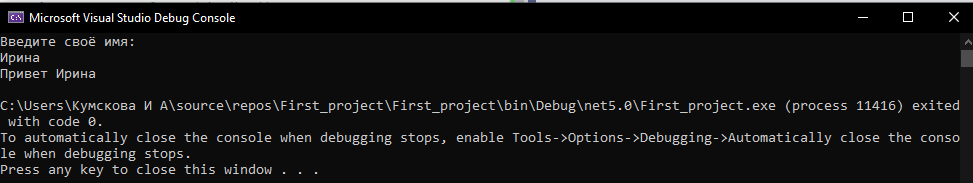 Microsoft Visual Studio Debug Console
Введите своё имя:
Ирина
Привет Ирина
C:\Users\Кумскова И А\source\repos\First_project\First_project\bin\Debug\net5.0\First_project.exe (process 11416) exited
with code 0.
To automatically close the console when debugging stops, enable Tools->Options->Debugging->Automatically close the conso
le when debugging stops.
Press any key to close this window . . .